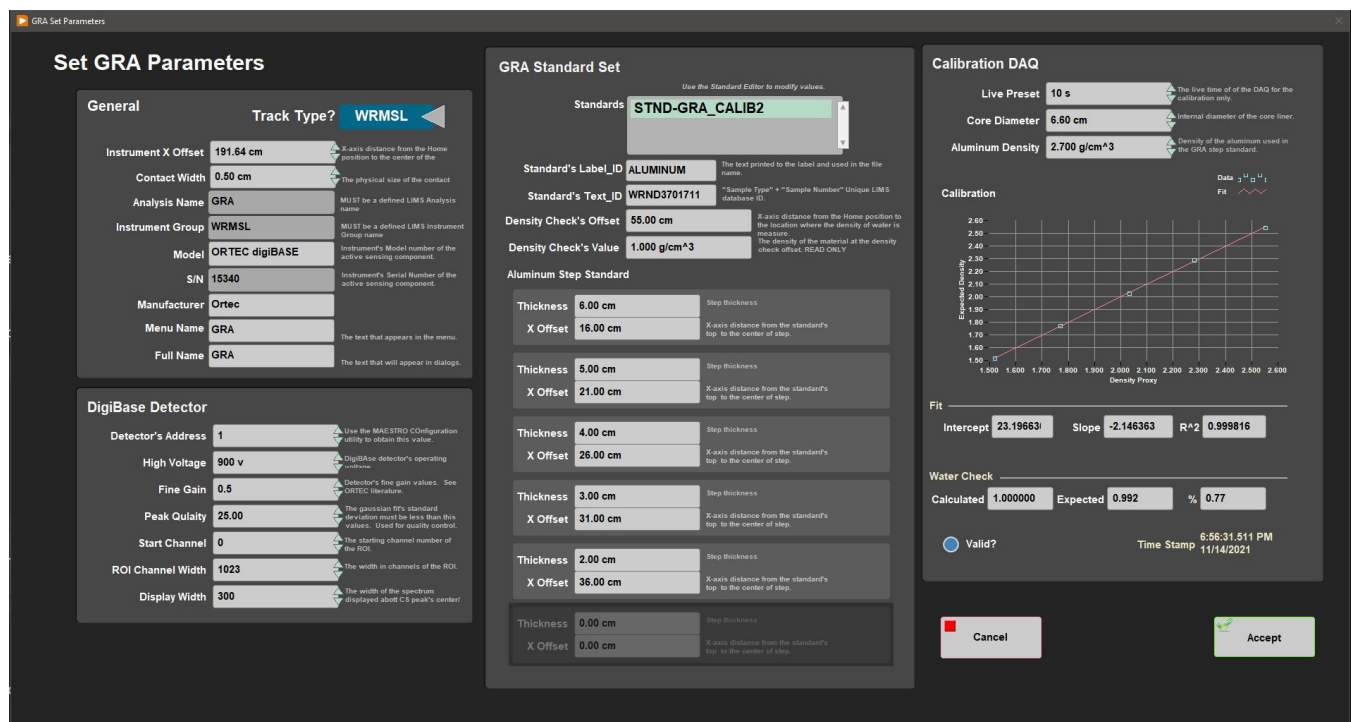 GRA Set Parameters
Set GRA Parameters
General
Track Type? WRMSL
Instrument X Offset 191.64 cm
X-axis distance from the Home
position to the center of the
Contact Width 0.50 cm
The physical size of the contact
Analysis Name GRA
MUST be a defined LIMS Analysis
name
Instrument Group WRMSL
MUST be a defined LIMS Instrument
Group name
Model ORTEC digiBASE
Instrument's Model number of the
active sensing component.
S/N 15340
Instrument's Serial Number of the
active sensing component.
Manufacturer Ortec
Menu Name GRA
The text that appears in the menu.
Full Name GRA
The text that will appear in dialogs.
DigiBase Detector
Detector's Address 1
Use the MAESTRO COnfiguration
utility to obtain this value.
High Voltage 900 v
DigiBAse detector's operating
voltage
Fine Gain 0.5
Detector's fine gain values. See
ORTEC literature.
Peak Qulaity 25.00
The gaussian fit's standard
deviation must be less than this
values. Used for quality control.
Start Channel 0
The starting channel number of
the ROI.
ROI Channel Width 1023
The width in channels of the ROI.
Display Width 300
The width of the spectrum
displayed abott CS peak's center/
GRA Standard Set
Use the Standard Editor to modify values.
Standards STND-GRA_CALIB2
Standard's Label_ID ALUMINUM
The text printed to the label and used in the file
name.
Standard's Text_ID WRND3701711
"Sample Type" + "Sample Number" Unique LIMS
database ID.
Density Check's Offset 55.00 cm
X-axis distance from the Home position to
the location where the density of water is
measure.
Density Check's Value 1.000 g/cm^3
The density of the material at the density
check offset. READ ONLY
Aluminum Step Standard
Thickness 6.00 cm
Step thickness
X Offset 16.00 cm
X-axis distance from the standard's
top to the center of step.
Thickness 5.00 cm
Step thickness
X Offset 21.00 cm
X-axis distance from the standard's
top to the center of step.
Thickness 4.00 cm
Step thickness
X Offset 26.00 cm
X-axis distance from the standard's
top to the center of step.
Thickness 3.00 cm
Step thickness
X Offset 31.00 cm
X-axis distance from the standard's
top to the center of step.
Thickness 2.00 cm
Step thickness
X Offset 36.00 cm
X-axis distance from the standard's
top to the center of step.
Thickness 0.00 cm
Step thickness
X Offset 0.00 cm
X-axis distance from the standard's
top to the center of step.
Calibration DAQ
Live Preset 10 s
The live time of of the DAQ for the
calibration only.
Core Diameter 6.60 cm
Internal diameter of the core liner.
Aluminum Density 2.700 g/cm^3
Density of the aluminum used in
the GRA step standard.
Data
Fit
Calibration
Expected Density
2.60
2.50
2.40
2.30
2.20
2.10
2.00
1.90
1.80
1.70
1.60
1.50
1.500 1.600 1.700 1.800 1.900 2.000 2.100 2.200 2.300 2.400 2.500 2.600
Density Proxy
Fit
Intercept 23.19663 Slope -2.146363 R^2 0.999816
Water Check
Calculated 1.000000 Expected 0.992 % 0.77
Valid?
Time Stamp 6:56:31.511 PM
11/14/2021
Cancel
Accept